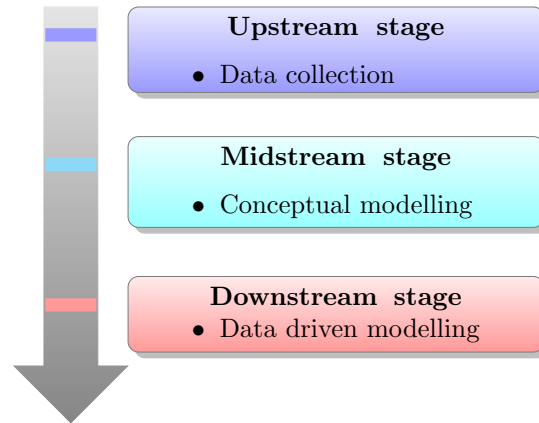 Upstream stage
• Data collection
Midstream stage
• Conceptual modelling
Downstream stage
• Data driven modelling